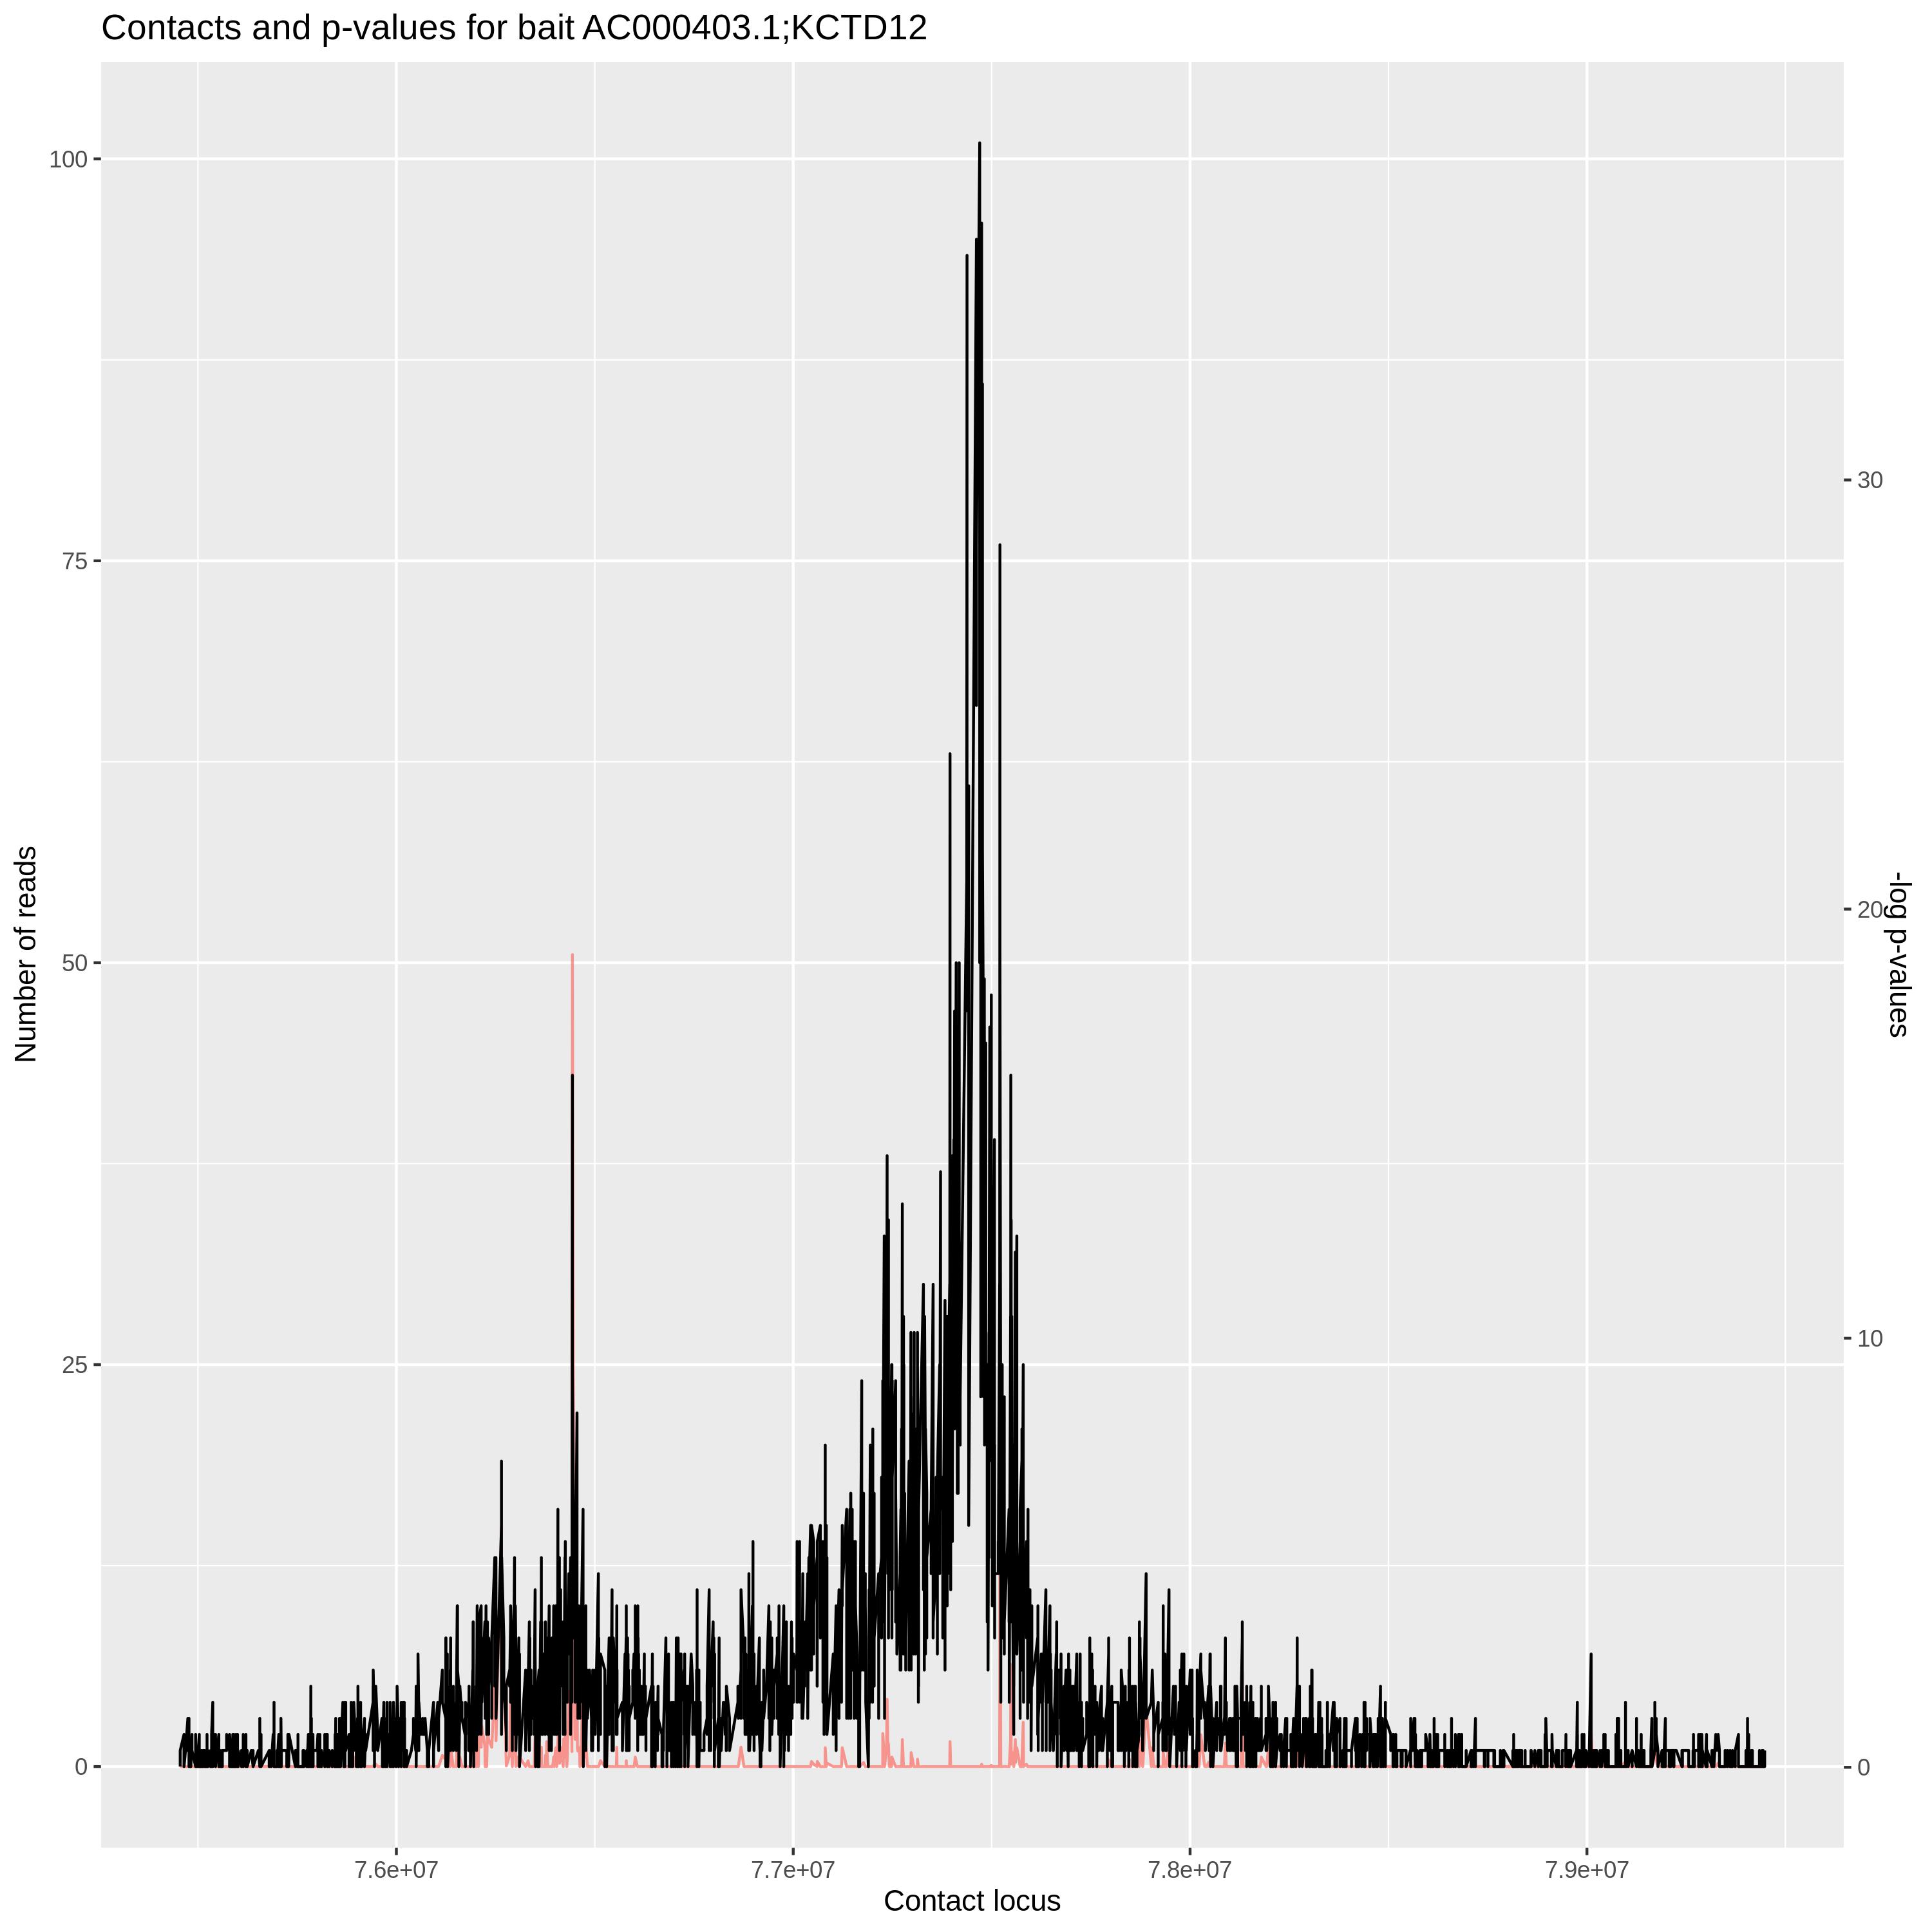 Contacts and p-values for bait AC000403.1;KCTD12
100
75
50
25
0
Number of reads
30
20
10
0
-log p-values
7.6e+07
7.7e+07
7.8e+07
7.9e+07
Contact locus